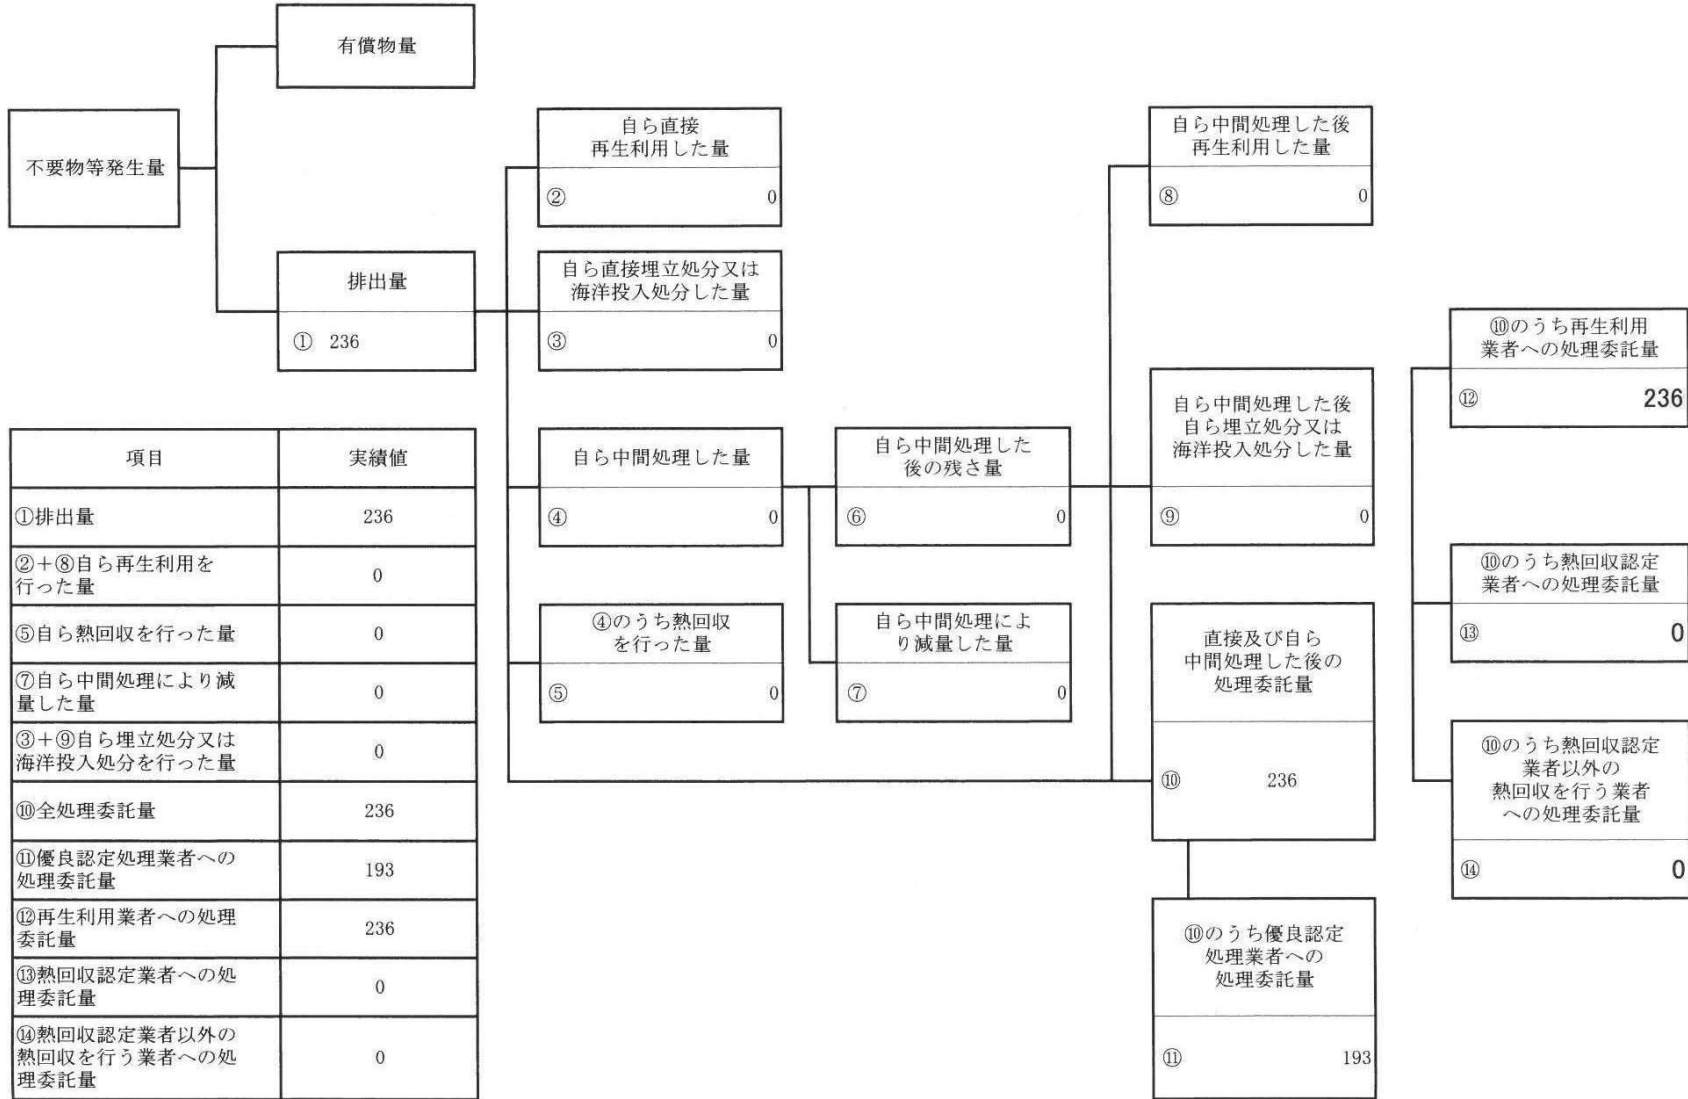 有償物量
不要物等発生量
排出量
① 236
自ら直接
再生利用した量
② 0
自ら直接埋立処分又は
海洋投入処分した量
③ 0
自ら中間処理した量
④ 0
④のうち熱回収
を行った量
⑤ 0
自ら中間処理した
後の残さ量
⑥ 0
自ら中間処理によ
り減量した量
⑦ 0
自ら中間処理した後
再生利用した量
⑧ 0
自ら中間処理した後
自ら埋立処分又は
海洋投入処分した量
⑨ 0
直接及び自ら
中間処理した後の
処理委託量
⑩ 236
⑩のうち優良認定
処理業者への
処理委託量
⑪ 193
⑩のうち再生利用
業者への処理委託量
⑫ 236
⑩のうち熱回収認定
業者への処理委託量
⑬ 0
⑩のうち熱回収認定
業者以外の
熱回収を行う業者
への処理委託量
⑭ 0
項目 実績値
①排出量 236
②+⑧自ら再生利用を
行った量 0
⑤自ら熱回収を行った量 0
⑦自ら中間処理により減
量した量 0
③+⑨自ら埋立処分又は
海洋投入処分を行った量 0
⑩全処理委託量 236
⑪優良認定処理業者への
処理委託量 193
⑫再生利用業者への処理
委託量 236
⑬熱回収認定業者への処
理委託量 0
⑭熱回収認定業者以外の
熱回収を行う業者への処
理委託量 0